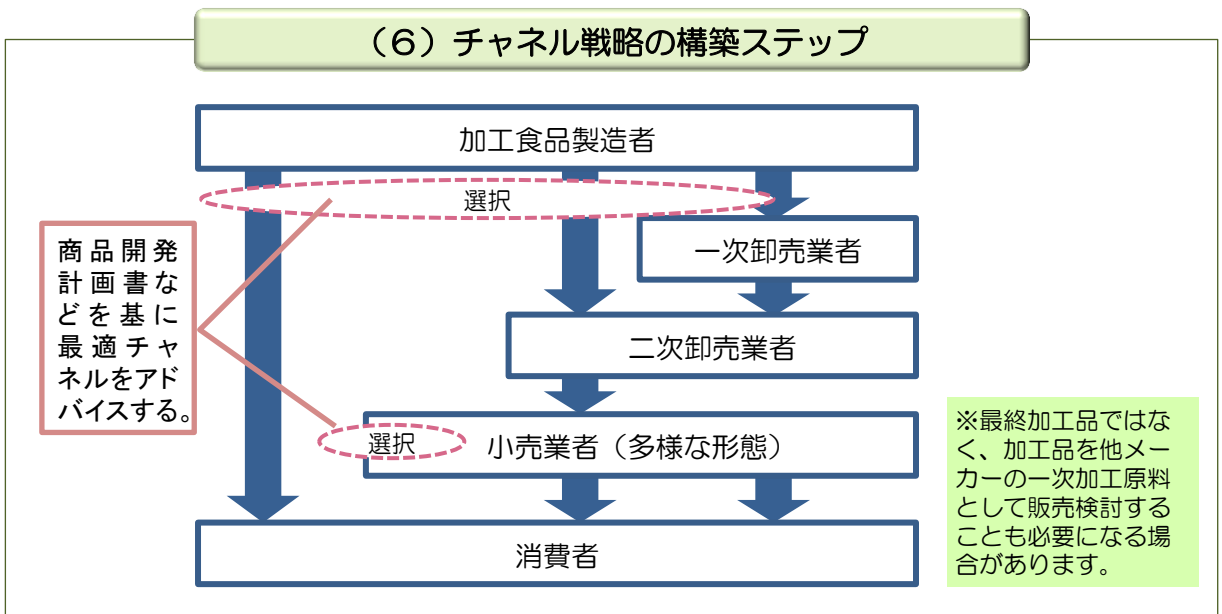 (6)チャネル戦略の構築ステップ
加工食品製造者
選択
一次卸売業者
商品開発
計画書な
どを基に
最適チャ
ネルをアド
バイスする。
二次卸売業者
選択
小売業者(多様な形態)
消費者
※最終加工品ではな
く、加工品を他メー
カーの一次加工原料
として販売検討する
ことも必要になる場
合があります。